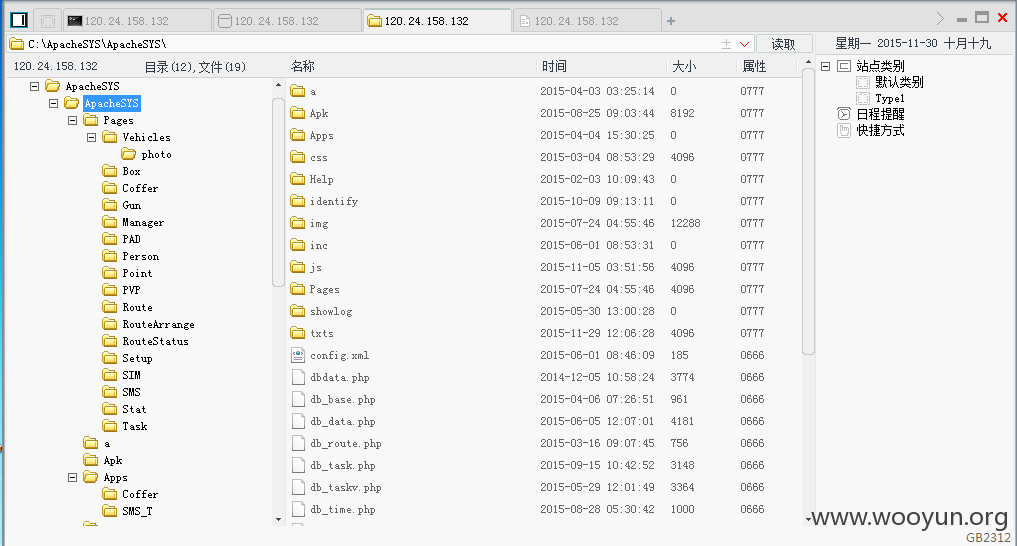 120.24.158.132 120.24.158.132 120.24.158.132 120.24.158.132 +
C:\ApacheSYS\ApacheSYS\ 读取 星期一 2015-11-30 十月十九
120.24.158.132 目录(12),文件(19) 名称 时间 大小 属性
ApacheSYS
ApacheSYS
Pages
Vehicles
photo
Box
Coffer
Gun
Manager
PAD
Person
Point
PVP
Route
RouteArrange
RouteStatus
Setup
SIM
SMS
Stat
Task
a
Apk
Apps
Coffer
SMS_T
a 2015-04-03 03:25:14 0 0777
Apk 2015-08-25 09:03:44 8192 0777
Apps 2015-04-04 15:30:25 0 0777
css 2015-03-04 08:53:29 4096 0777
Help 2015-02-03 10:09:43 0 0777
identify 2015-10-09 09:13:11 0 0777
img 2015-07-24 04:55:46 12288 0777
inc 2015-06-01 08:53:31 0 0777
js 2015-11-05 03:51:56 4096 0777
Pages 2015-07-24 04:55:46 4096 0777
showlog 2015-05-30 13:00:28 0 0777
txts 2015-11-29 12:06:28 4096 0777
config.xml 2015-06-01 08:46:09 185 0666
dbdata.php 2014-12-05 10:58:24 3774 0666
db_base.php 2015-04-06 07:26:51 961 0666
db_data.php 2015-06-05 12:07:01 4181 0666
db_route.php 2015-03-16 09:07:45 756 0666
db_task.php 2015-09-15 10:42:52 3148 0666
db_taskv.php 2015-05-29 12:01:49 3364 0666
db_time.php 2015-08-28 05:30:42 1000 0666
站点类别
默认类别
Type1
日程提醒
快捷方式
www.wooyun.org
GB2312